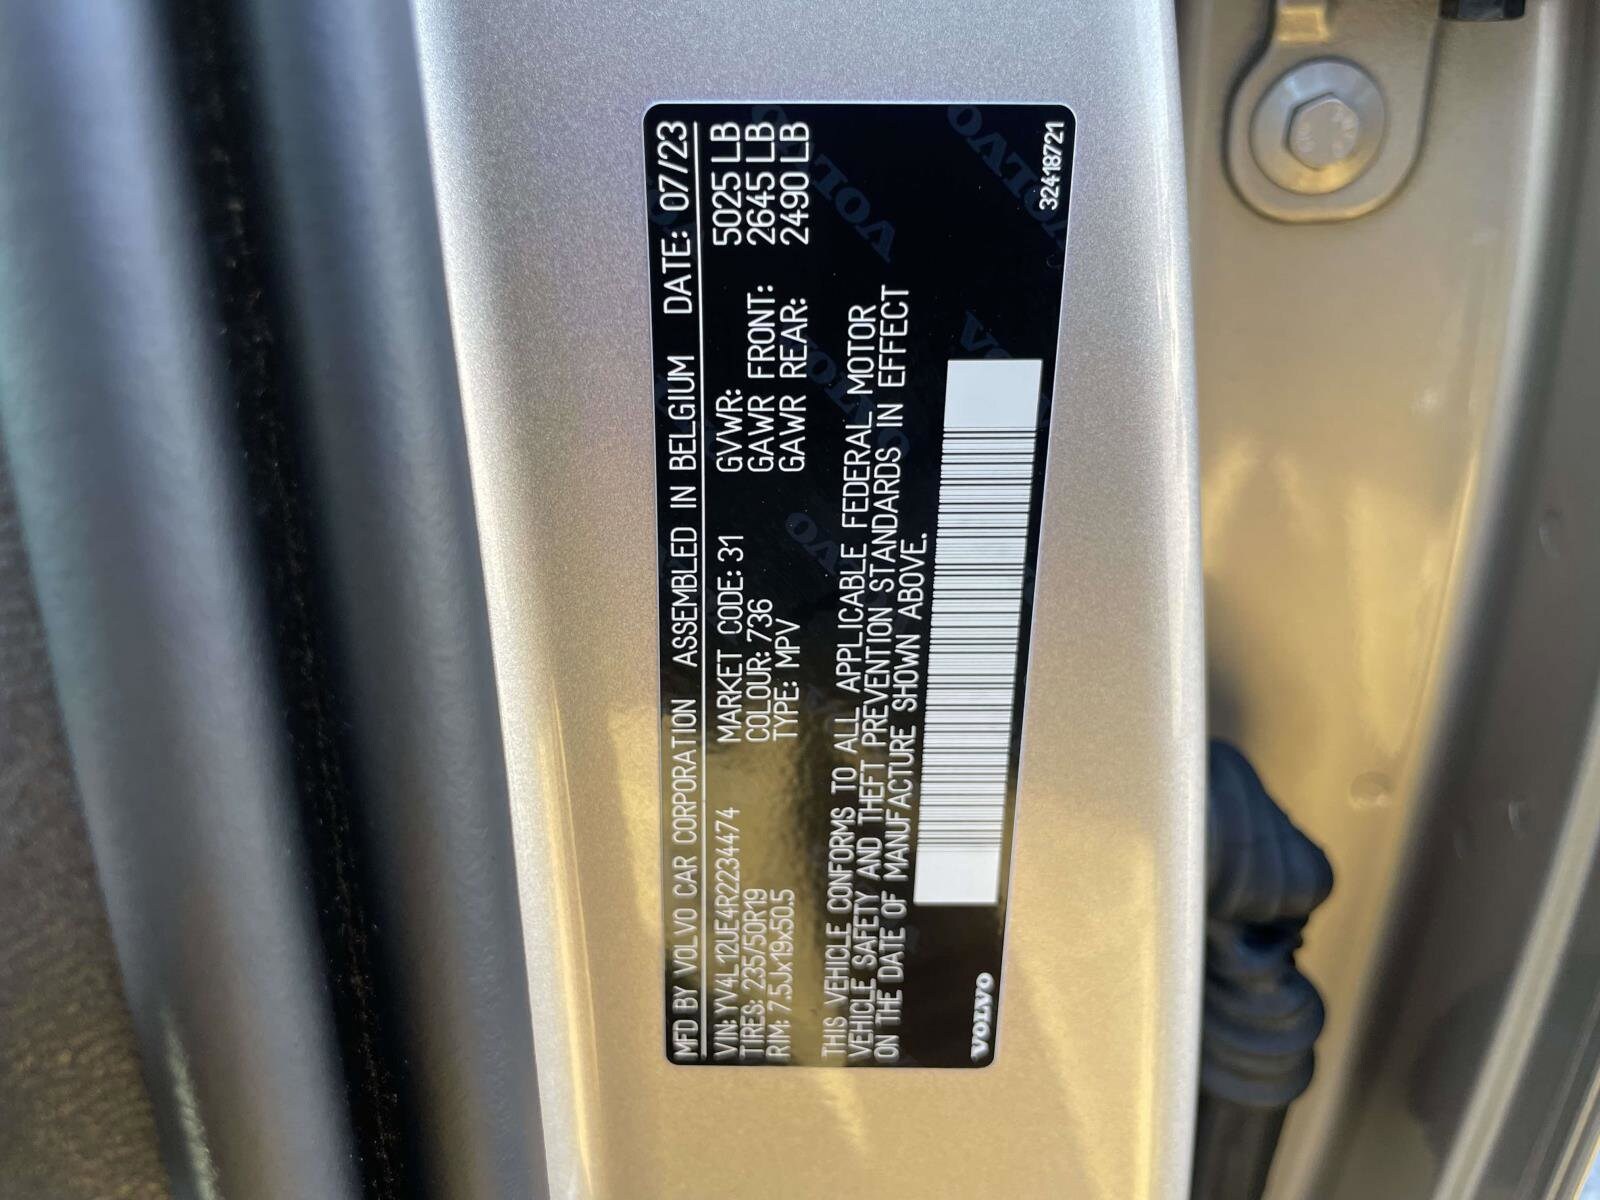 MFD BY VOLVO CAR CORPORATION ASSEMBLED IN BELGIUM DATE: 07/23
VIN: YV4L12UE4R2234474 MARKET CODE: 31 GVWR: 5025 LB
TIRES: 235/50R19 COLOUR: 736 GAWR FRONT: 2645 LB
RIM: 7.5Jx19x50.5 TYPE: MPV GAWR REAR: 2490 LB
THIS VEHICLE CONFORMS TO ALL APPLICABLE FEDERAL MOTOR
VEHICLE SAFETY AND THEFT PREVENTION STANDARDS IN EFFECT
ON THE DATE OF MANUFACTURE SHOWN ABOVE.
VOLVO
32418721